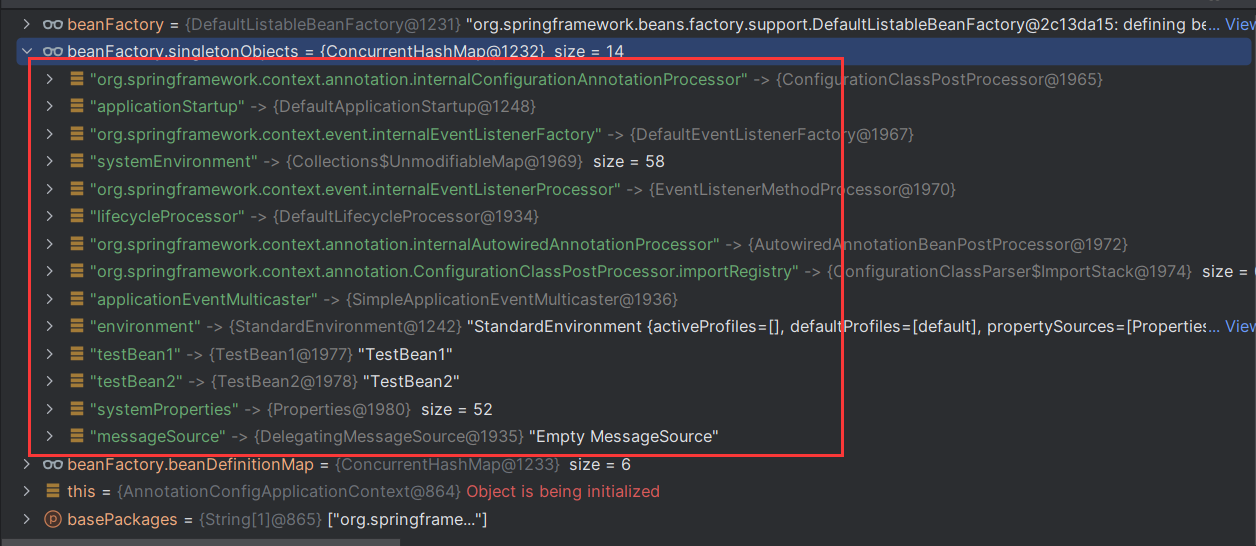 beanFactory = {DefaultListableBeanFactory@1231} "org.springframework.beans.factory.support.DefaultListableBeanFactory@2c13da15: defining be... View
beanFactory.singletonObjects = {ConcurrentHashMap@1232} size = 14
"org.springframework.context.annotation.internalConfigurationAnnotationProcessor" -> {ConfigurationClassPostProcessor@1965}
"applicationStartup" -> {DefaultApplicationStartup@1248}
"org.springframework.context.event.internalEventListenerFactory" -> {DefaultEventListenerFactory@1967}
"systemEnvironment" -> {Collections$UnmodifiableMap@1969} size = 58
"org.springframework.context.event.internalEventListenerProcessor" -> {EventListenerMethodProcessor@1970}
"lifecycleProcessor" -> {DefaultLifecycleProcessor@1934}
"org.springframework.context.annotation.internalAutowiredAnnotationProcessor" -> {AutowiredAnnotationBeanPostProcessor@1972}
"org.springframework.context.annotation.ConfigurationClassPostProcessor.importRegistry" -> {ConfigurationClassParser$ImportStack@1974} size =
"applicationEventMulticaster" -> {SimpleApplicationEventMulticaster@1936}
"environment" -> {StandardEnvironment@1242} "StandardEnvironment {activeProfiles=[], defaultProfiles=[default], propertySources=[Properties... View
"testBean1" -> {TestBean1@1977} "TestBean1"
"testBean2" -> {TestBean2@1978} "TestBean2"
"systemProperties" -> {Properties@1980} size = 52
"messageSource" -> {DelegatingMessageSource@1935} "Empty MessageSource"
beanFactory.beanDefinitionMap = {ConcurrentHashMap@1233} size = 6
this = {AnnotationConfigApplicationContext@864} Object is being initialized
basePackages = {String[1]@865} ["org.springframe..."]